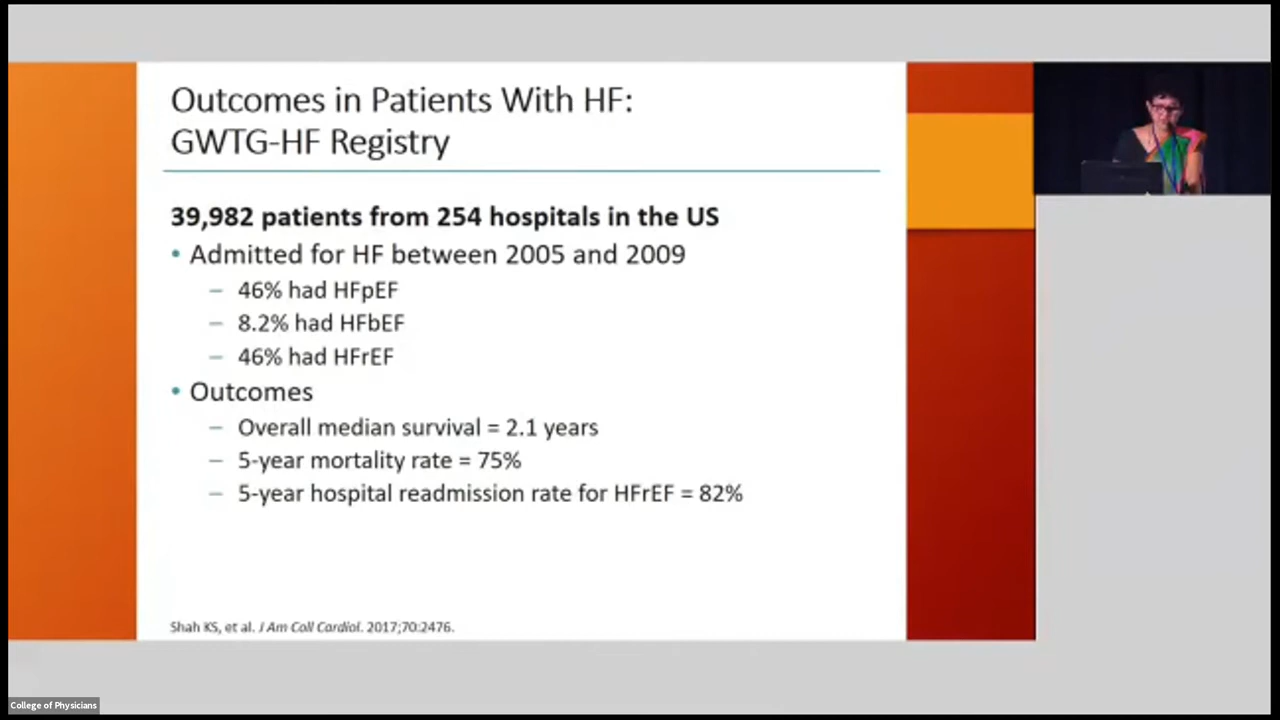 Outcomes in Patients With HF:
GWTG-HF Registry
39,982 patients from 254 hospitals in the US
• Admitted for HF between 2005 and 2009
– 46% had HFpEF
– 8.2% had HFbEF
– 46% had HFrEF
• Outcomes
– Overall median survival = 2.1 years
– 5-year mortality rate = 75%
– 5-year hospital readmission rate for HFrEF = 82%
Shah KS, et al. J Am Coll Cardiol. 2017;70:2476.
College of Physicians